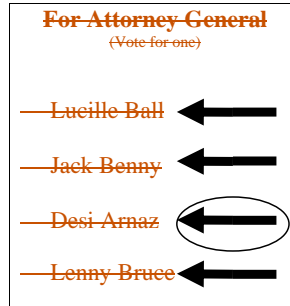 For Attorney General
(Vote for one)
Lucille Ball
Jack Benny
Desi Arnaz
Lenny Bruce